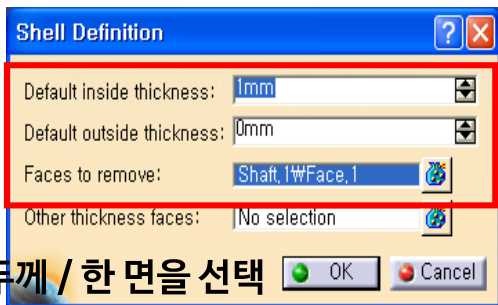 Shell Definition
Default inside thickness: 1mm
Default outside thickness: 0mm
Faces to remove: Shaft,1₩Face,1
Other thickness faces: No selection
께 / 한 면을 선택 OK Cancel